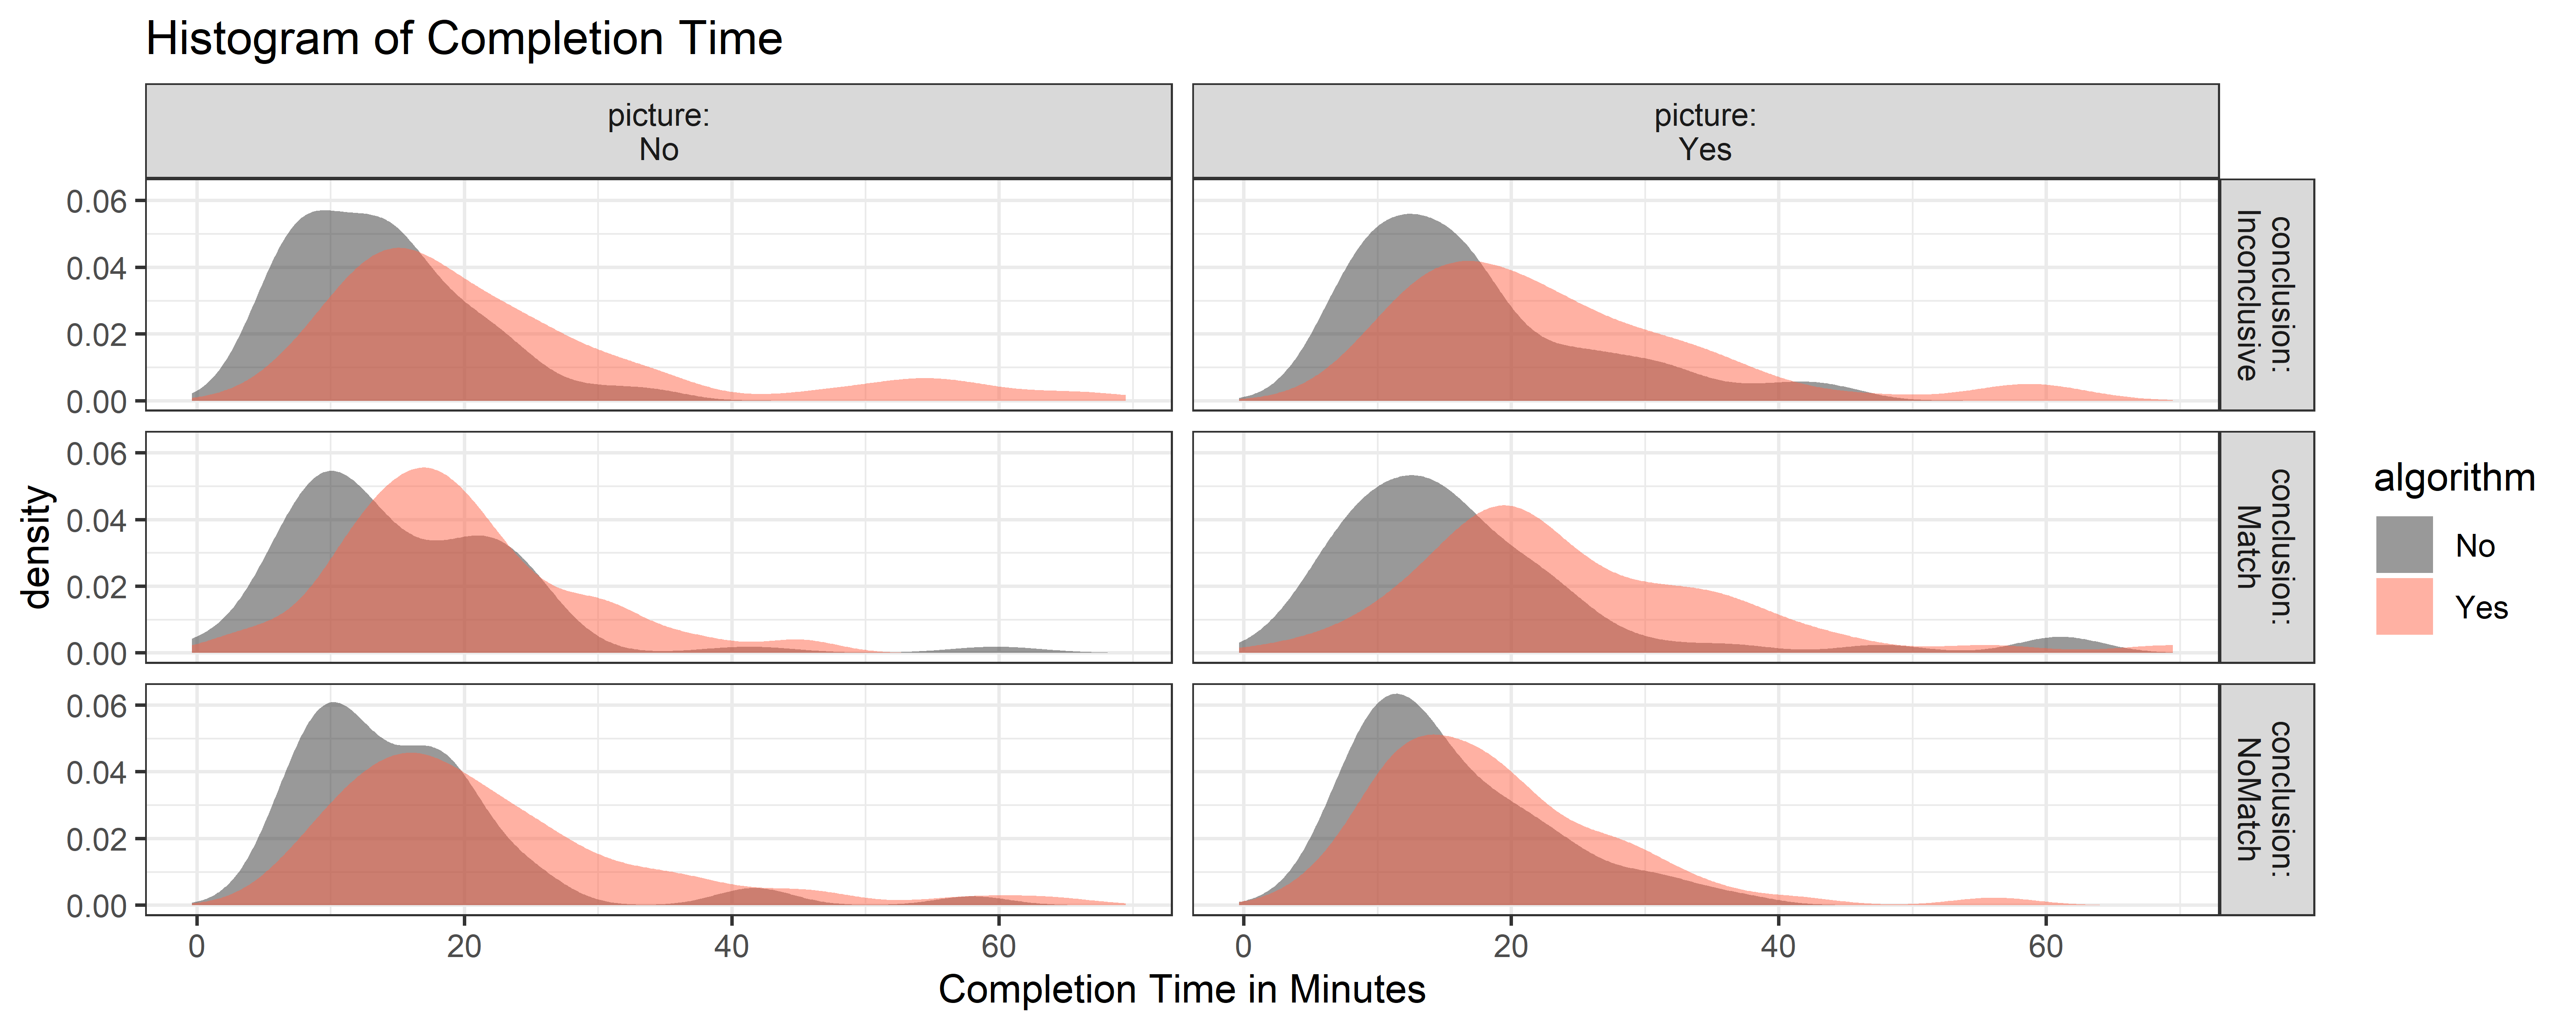 Histogram of Completion Time
picture:
No
picture:
Yes
0.06
0.04
0.02
0.00
conclusion:
Inconclusive
0.06
0.04
0.02
0.00
conclusion:
Match
0.06
0.04
0.02
0.00
conclusion:
NoMatch
density
0
20
40
60
0
20
40
60
Completion Time in Minutes
algorithm
No
Yes